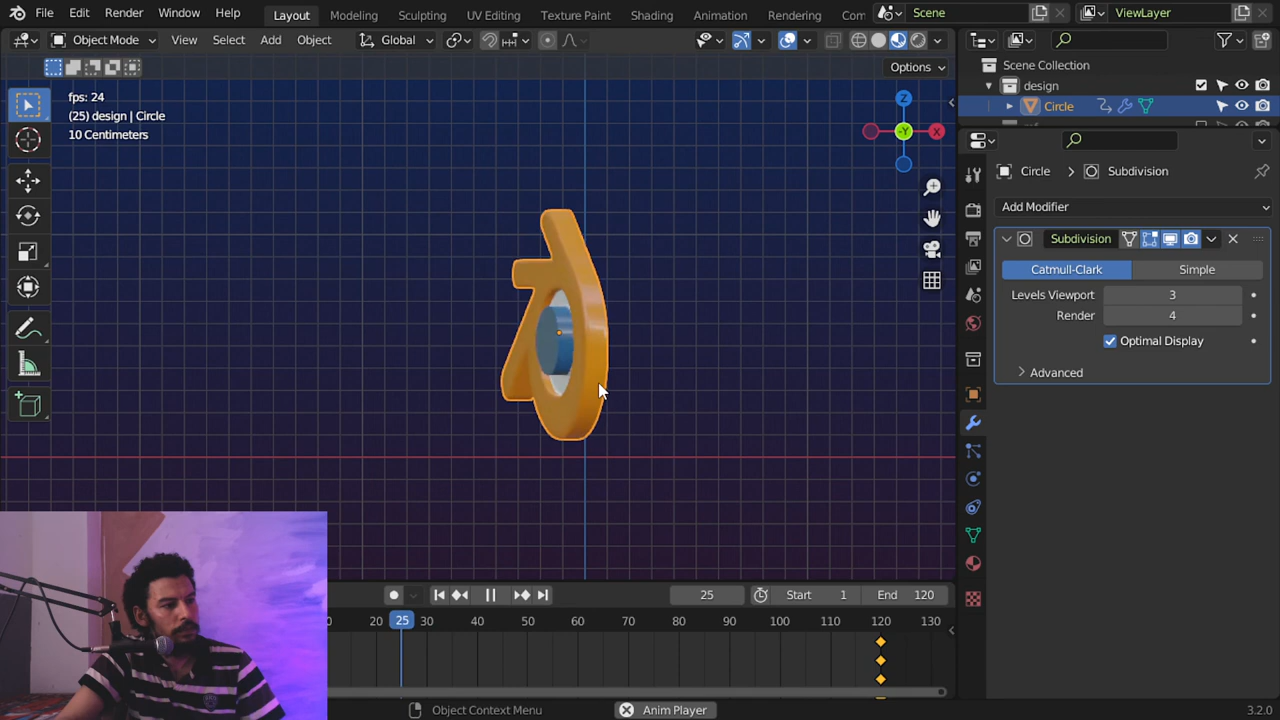 File Edit Render Window Help Layout Modeling Sculpting UV Editing Texture Paint Shading Animation Rendering Com Scene ViewLayer
Object Mode View Select Add Object Global
Options
Scene Collection
design
Circle
fps: 24
(25) design | Circle
10 Centimeters
Z
-Y
X
Circle > Subdivision
Add Modifier
Subdivision
Catmull-Clark Simple
Levels Viewport 3
Render 4
Optimal Display
Advanced
25 Start 1 End 120
20 25 30 40 50 60 70 80 90 100 110 120 130
Object Context Menu Anim Player 3.2.0